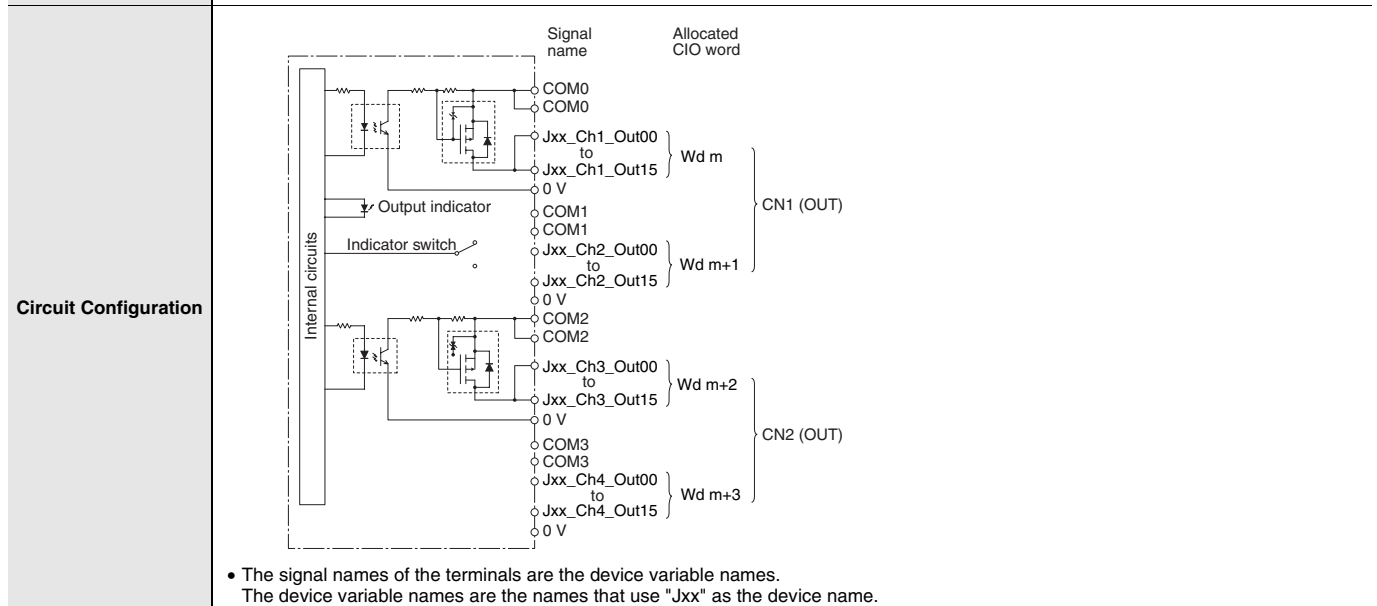 Circuit Configuration
Signal name
Allocated CIO word
Internal circuits
Output indicator
Indicator switch
COM0
COM0
Jxx_Ch1_Out00
to
Jxx_Ch1_Out15
Wd m
0 V
COM1
COM1
Jxx_Ch2_Out00
to
Jxx_Ch2_Out15
Wd m+1
0 V
CN1 (OUT)
COM2
COM2
Jxx_Ch3_Out00
to
Jxx_Ch3_Out15
Wd m+2
0 V
COM3
COM3
Jxx_Ch4_Out00
to
Jxx_Ch4_Out15
Wd m+3
0 V
CN2 (OUT)
• The signal names of the terminals are the device variable names.
The device variable names are the names that use "Jxx" as the device name.